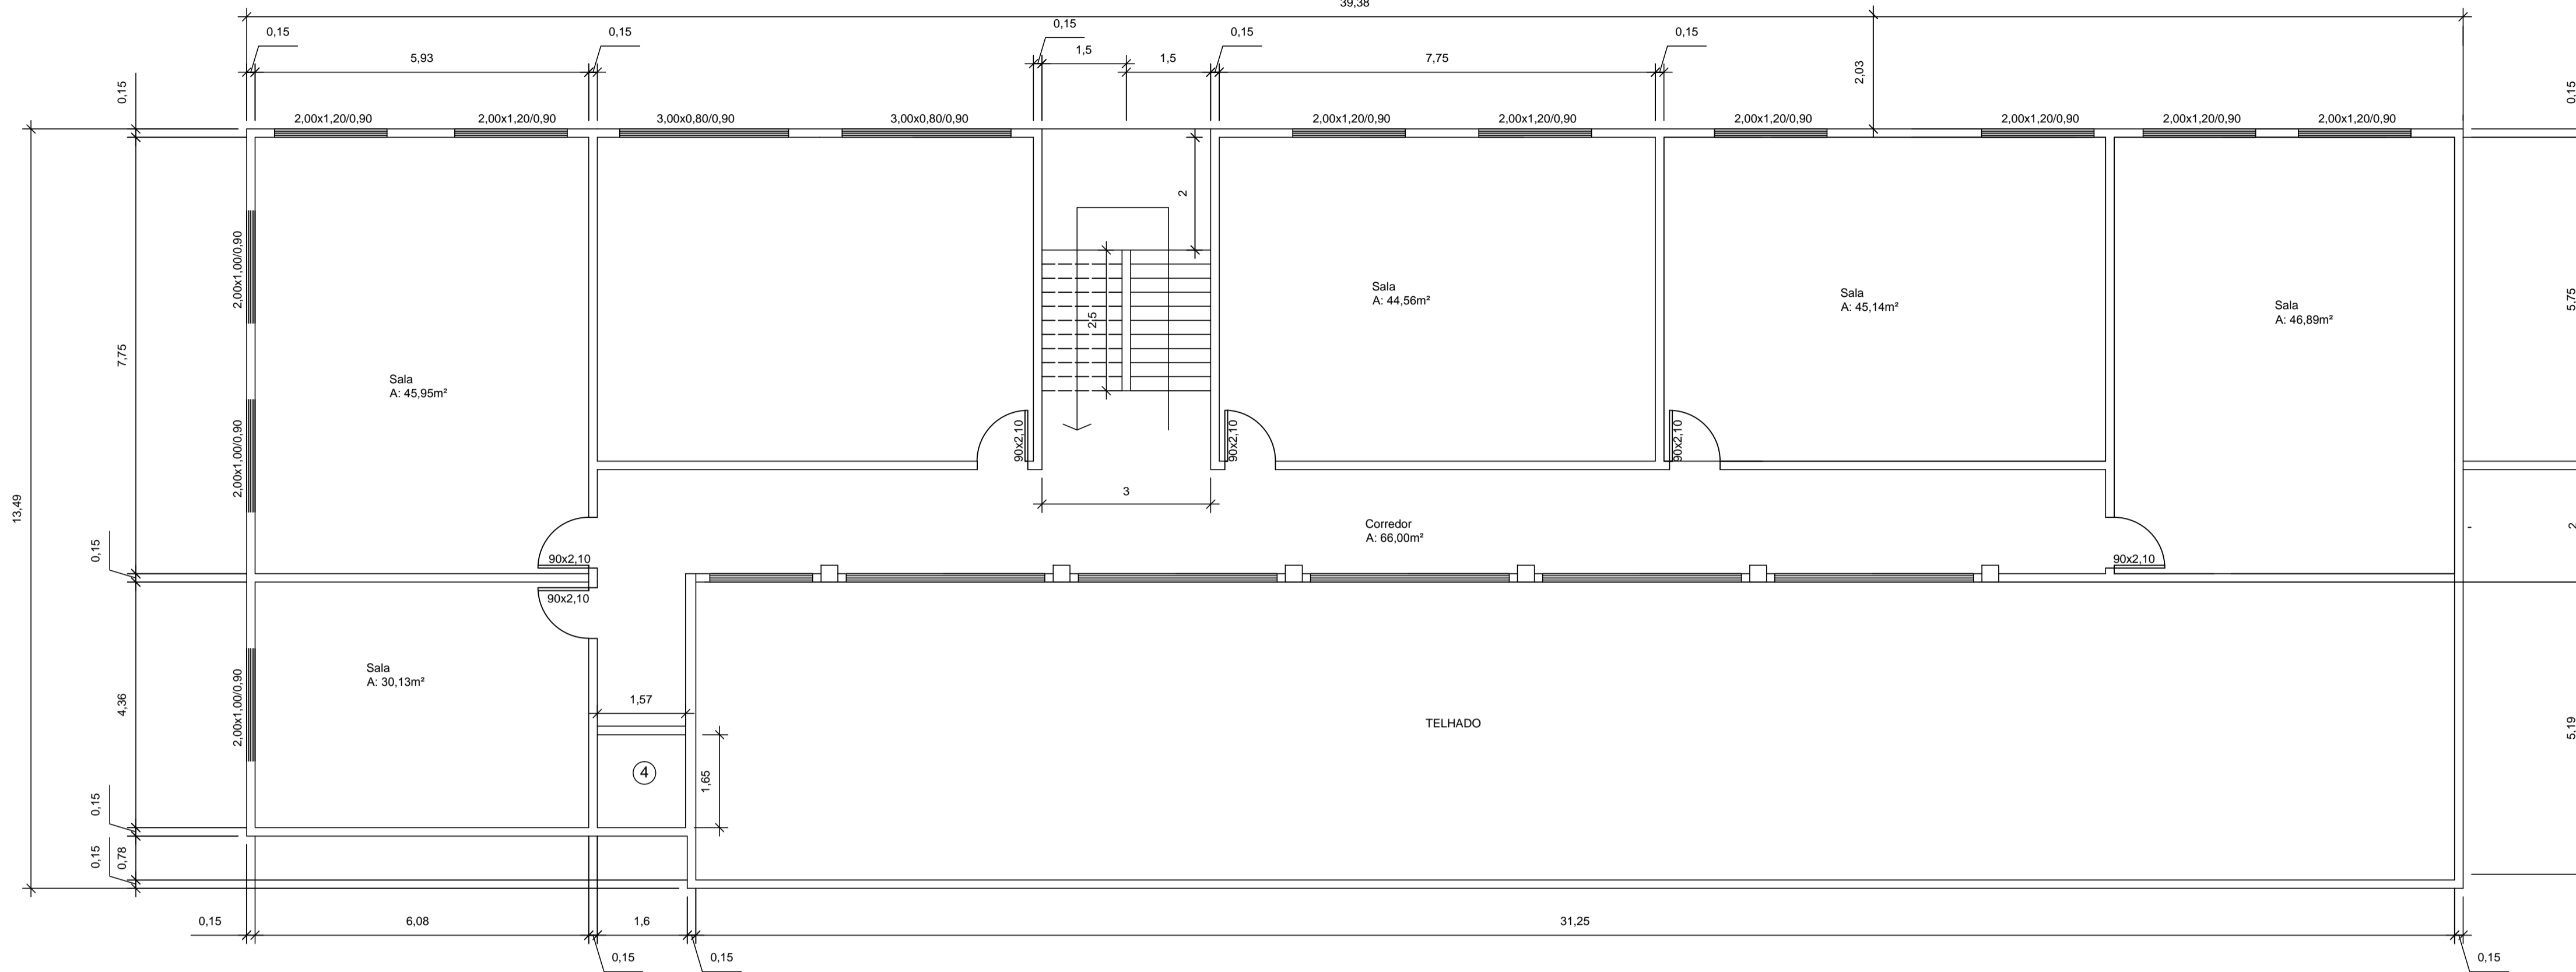 39,38
0,15
0,15
0,15
0,15
0,15
5,93
1,5
1,5
7,75
2,03
0,15
0,15
2,00x1,20/0,90
2,00x1,20/0,90
3,00x0,80/0,90
3,00x0,80/0,90
2,00x1,20/0,90
2,00x1,20/0,90
2,00x1,20/0,90
2,00x1,20/0,90
2,00x1,20/0,90
2,00x1,20/0,90
2
2,00x1,00/0,90
Sala
A: 44,56m²
Sala
A: 45,14m²
Sala
A: 46,89m²
5,75
2,5
7,75
Sala
A: 45,95m²
2,00x1,00/0,90
90x2,10
90x2,10
90x2,10
3
13,49
Corredor
A: 66,00m²
2
0,15
90x2,10
90x2,10
90x2,10
Sala
A: 30,13m²
4,36
2,00x1,00/0,90
1,57
TELHADO
5,19
4
1,65
0,15
0,15
0,78
0,15
6,08
1,6
31,25
0,15
0,15
0,15